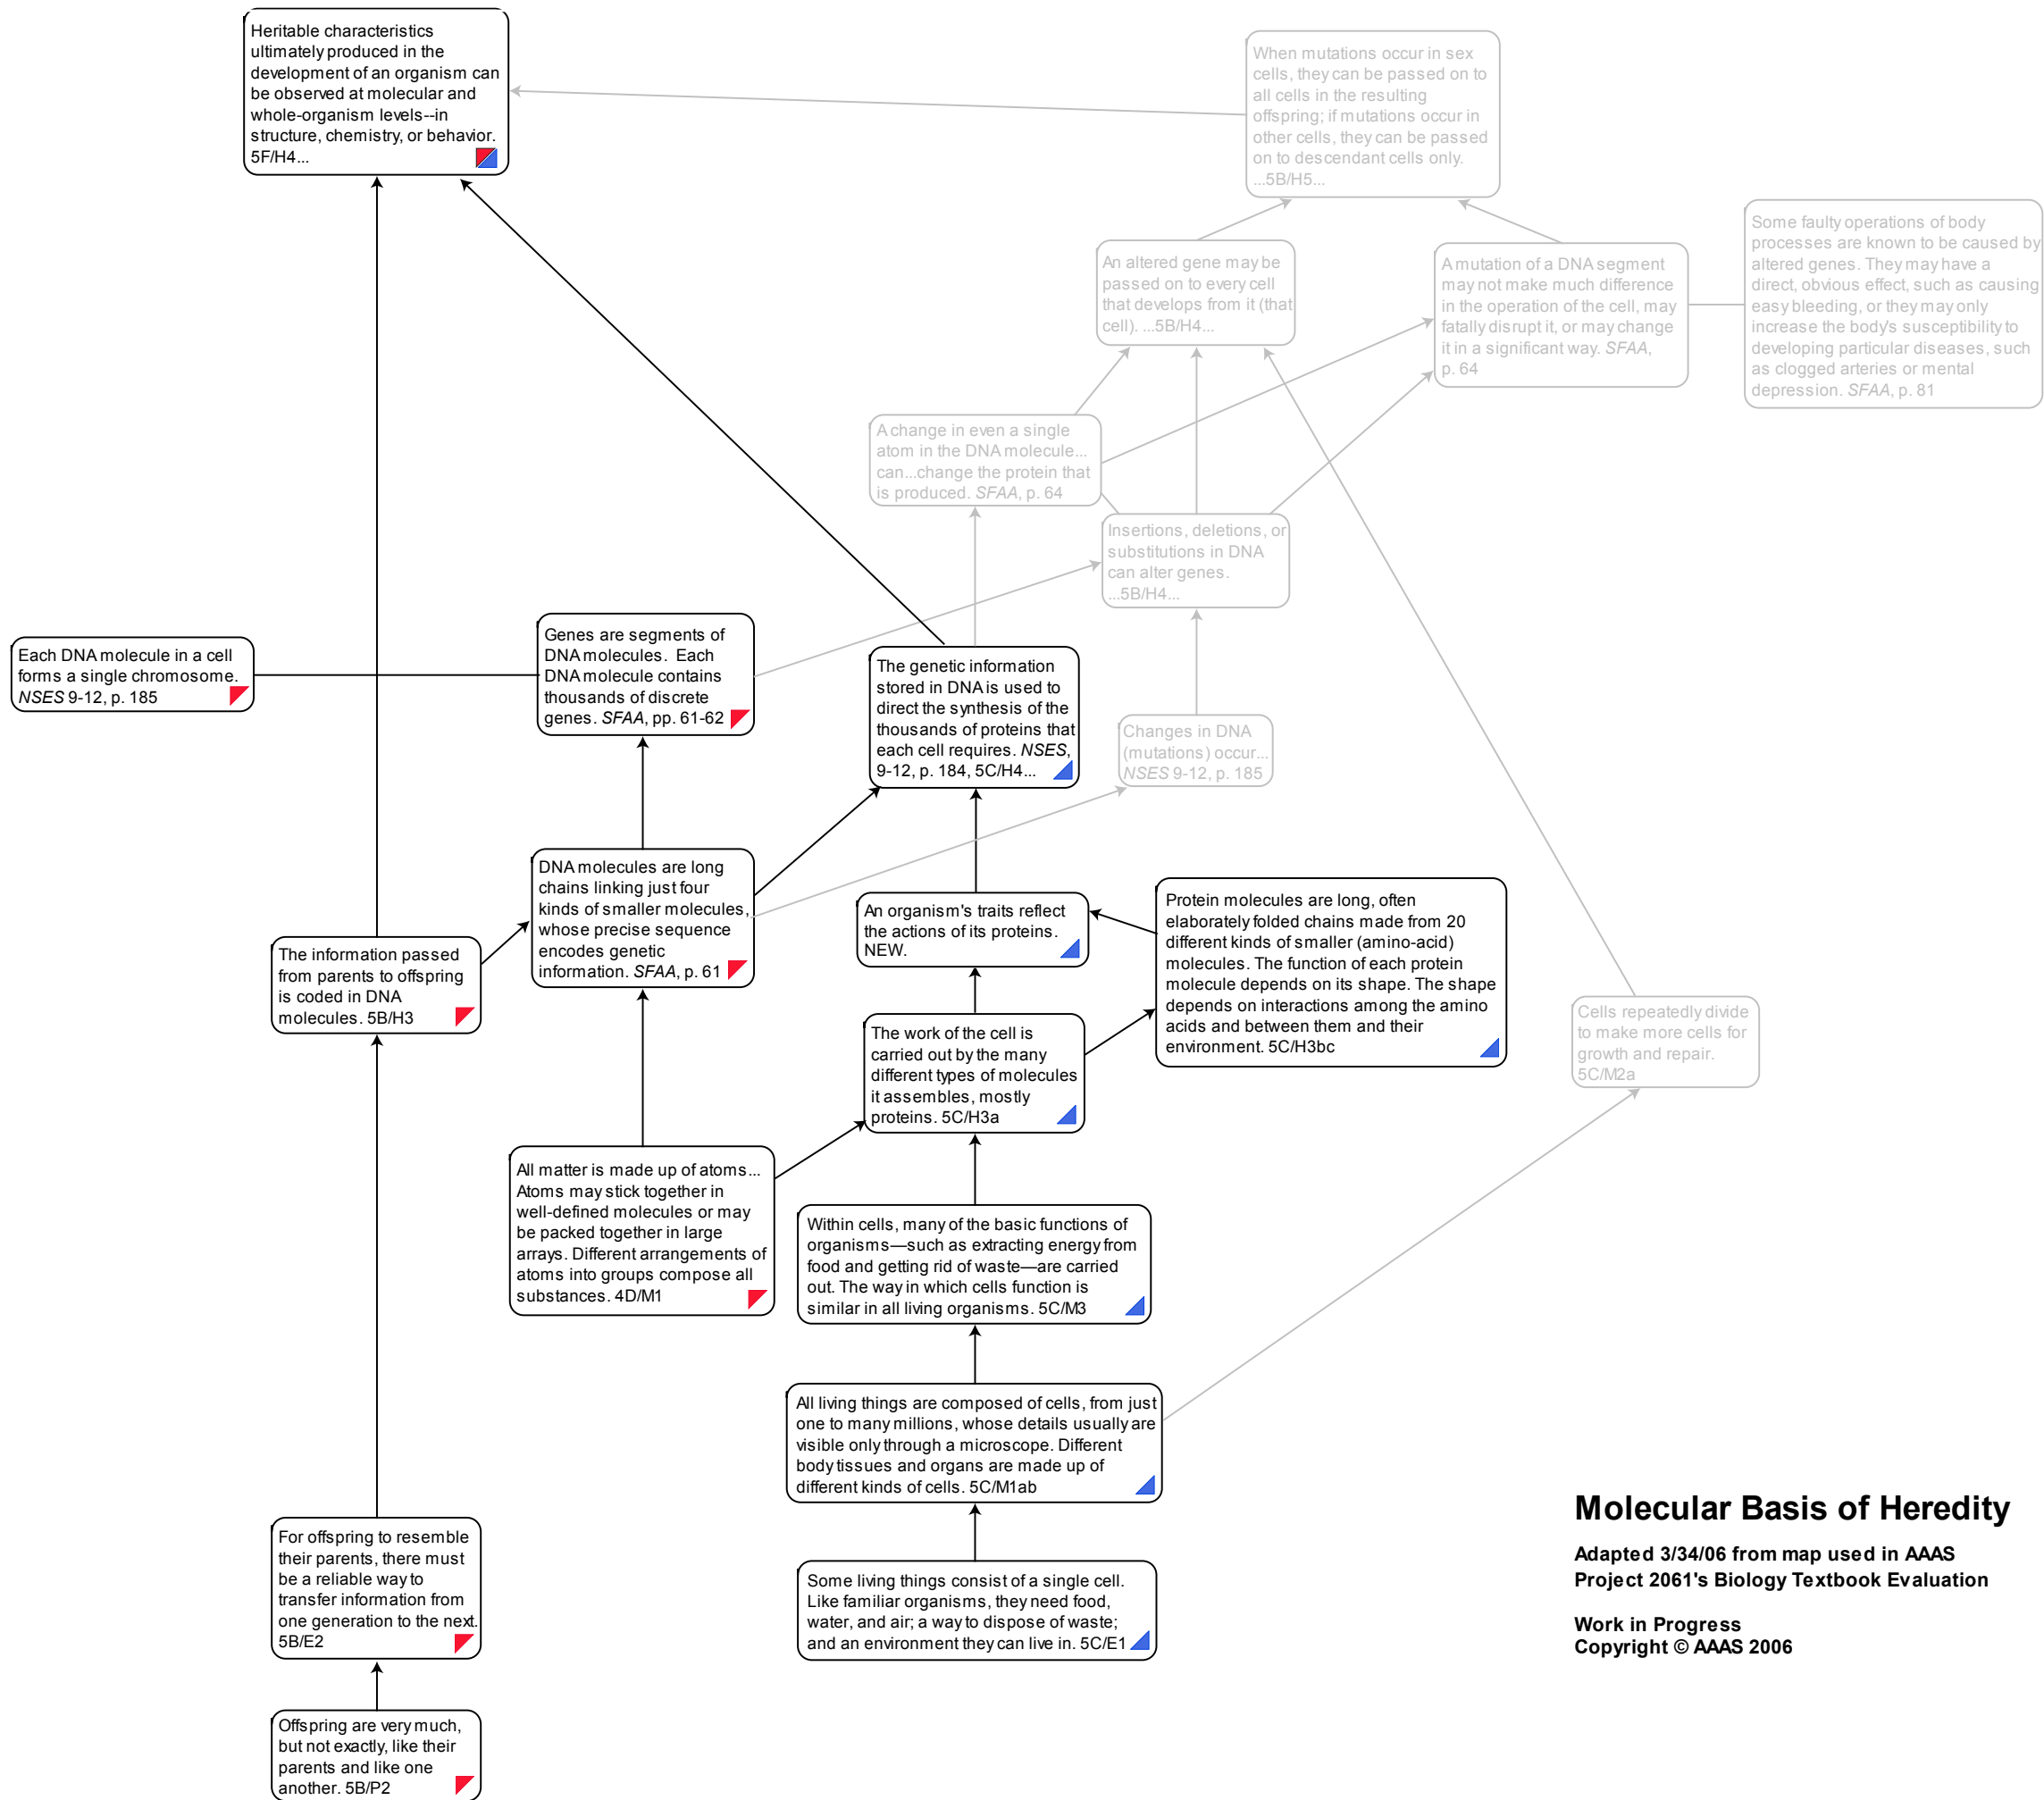 Heritable characteristics
ultimately produced in the
development of an organism can
be observed at molecular and
whole-organism levels--in
structure, chemistry, or behavior.
5F/H4...
When mutations occur in sex
cells, they can be passed on to
all cells in the resulting
offspring; if mutations occur in
other cells, they can be passed
on to descendant cells only.
...5B/H5...
Some faulty operations of body
processes are known to be caused by
altered genes. They may have a
direct, obvious effect, such as causing
easy bleeding, or they may only
increase the body's susceptibility to
developing particular diseases, such
as clogged arteries or mental
depression. SFAA, p. 81
An altered gene may be
passed on to every cell
that develops from it (that
cell). ...5B/H4...
A mutation of a DNA segment
may not make much difference
in the operation of the cell, may
fatally disrupt it, or may change
it in a significant way. SFAA,
p. 64
A change in even a single
atom in the DNA molecule...
can...change the protein that
is produced. SFAA, p. 64
Insertions, deletions, or
substitutions in DNA
can alter genes.
...5B/H4...
Each DNA molecule in a cell
forms a single chromosome.
NSES 9-12, p. 185
Genes are segments of
DNA molecules. Each
DNA molecule contains
thousands of discrete
genes. SFAA, pp. 61-62
The genetic information
stored in DNA is used to
direct the synthesis of the
thousands of proteins that
each cell requires. NSES,
9-12, p. 184, 5C/H4...
Changes in DNA
(mutations) occur...
NSES 9-12, p. 185
DNA molecules are long
chains linking just four
kinds of smaller molecules,
whose precise sequence
encodes genetic
information. SFAA, p. 61
An organism's traits reflect
the actions of its proteins.
NEW.
Protein molecules are long, often
elaborately folded chains made from 20
different kinds of smaller (amino-acid)
molecules. The function of each protein
molecule depends on its shape. The shape
depends on interactions among the amino
acids and between them and their
environment. 5C/H3bc
The information passed
from parents to offspring
is coded in DNA
molecules. 5B/H3
The work of the cell is
carried out by the many
different types of molecules
it assembles, mostly
proteins. 5C/H3a
Cells repeatedly divide
to make more cells for
growth and repair.
5C/M2a
All matter is made up of atoms...
Atoms may stick together in
well-defined molecules or may
be packed together in large
arrays. Different arrangements of
atoms into groups compose all
substances. 4D/M1
Within cells, many of the basic functions of
organisms—such as extracting energy from
food and getting rid of waste—are carried
out. The way in which cells function is
similar in all living organisms. 5C/M3
All living things are composed of cells, from just
one to many millions, whose details usually are
visible only through a microscope. Different
body tissues and organs are made up of
different kinds of cells. 5C/M1ab
For offspring to resemble
their parents, there must
be a reliable way to
transfer information from
one generation to the next.
5B/E2
Some living things consist of a single cell.
Like familiar organisms, they need food,
water, and air; a way to dispose of waste;
and an environment they can live in. 5C/E1
Offspring are very much,
but not exactly, like their
parents and like one
another. 5B/P2
Molecular Basis of Heredity
Adapted 3/34/06 from map used in AAAS
Project 2061's Biology Textbook Evaluation
Work in Progress
Copyright © AAAS 2006